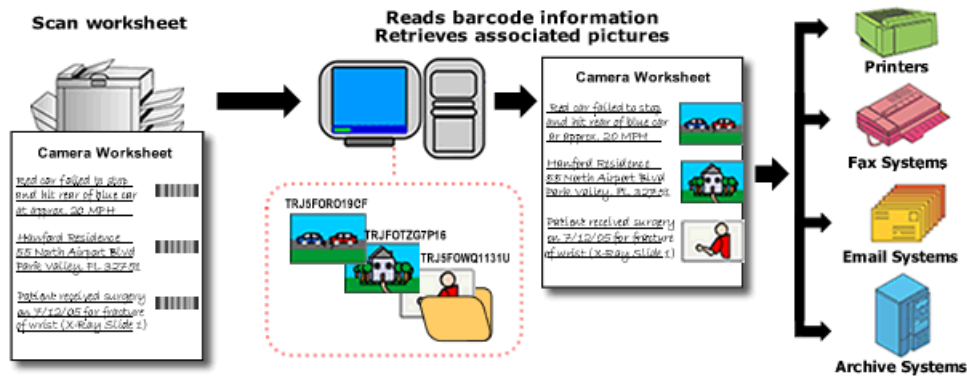 Scan worksheet
Camera Worksheet
Red car failed to stop
and hit rear of blue car
at approx. 20 MPH
Hanford Residence
55 North Airport Blvd
Park Valley, FL 32751
Patient received surgery
on 7/12/05 for fracture
of wrist (X-Ray Slide 1)
Reads barcode information
Retrieves associated pictures
TRJ5FORO19CF
TRJFOTZG7P16
TRJ5FOWQ1131U
Camera Worksheet
Red car failed to stop
and hit rear of blue car
at approx. 20 MPH
Hanford Residence
55 North Airport Blvd
Park Valley, FL 32751
Patient received surgery
on 7/12/05 for fracture
of wrist (X-Ray Slide 1)
Printers
Fax Systems
Email Systems
Archive Systems